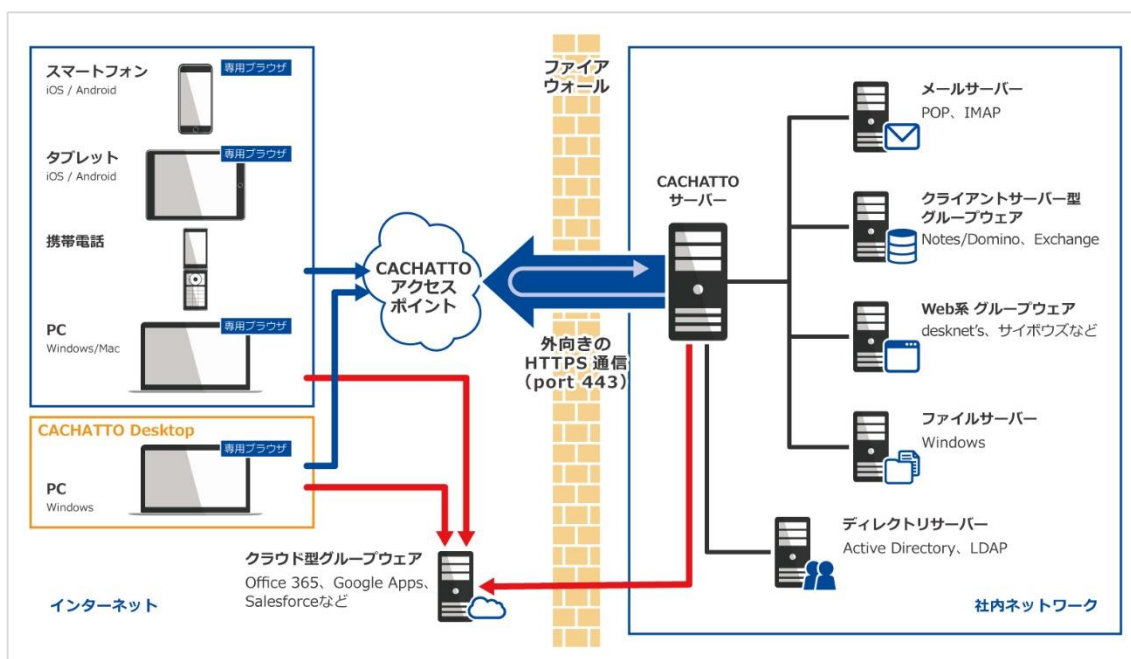 スマートフォン
iOS / Android
専用ブラウザ
タブレット
iOS / Android
専用ブラウザ
携帯電話
PC
Windows/Mac
専用ブラウザ
CACHATTO Desktop
専用ブラウザ
PC
Windows
インターネット
CACHATTO
アクセス
ポイント
クラウド型グループウェア
Office 365、Google Apps、
Salesforceなど
ファイア
ウォール
外向きの
HTTPS 通信
(port 443)
CACHATTO
サーバー
メールサーバー
POP、IMAP
クライアントサーバー型
グループウェア
Notes/Domino、Exchange
Web系 グループウェア
desknet’s、サイボウズなど
ファイルサーバー
Windows
ディレクトリサーバー
Active Directory、LDAP
社内ネットワーク